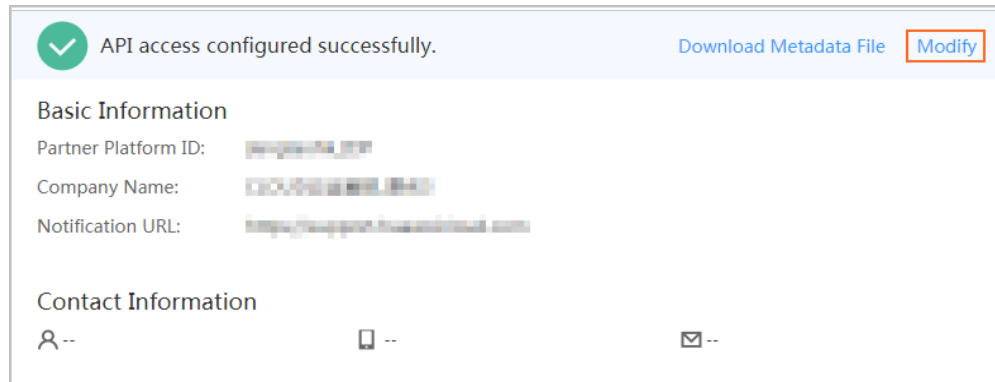 API access configured successfully. Download Metadata File Modify
Basic Information
Partner Platform ID:
Company Name:
Notification URL:
Contact Information
-- -- --